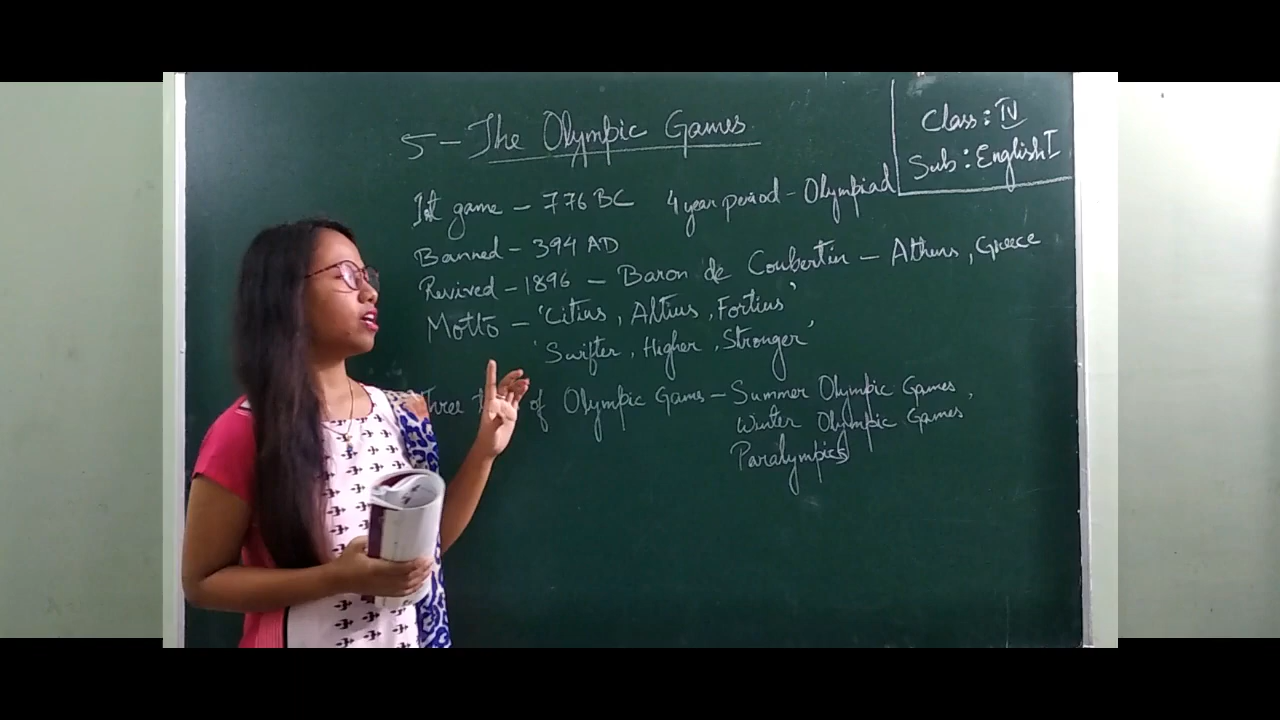 5 - The Olympic Games
Class : IV
Sub : English I
1st game - 776 BC 4 year period - Olympiad
Banned - 394 AD
Revived - 1896 - Baron de Coubertin - Athens, Greece
Motto - 'Citius, Altius, Fortius'
'Swifter, Higher, Stronger'
of Olympic Games - Summer Olympic Games,
Winter Olympic Games
Paralympics